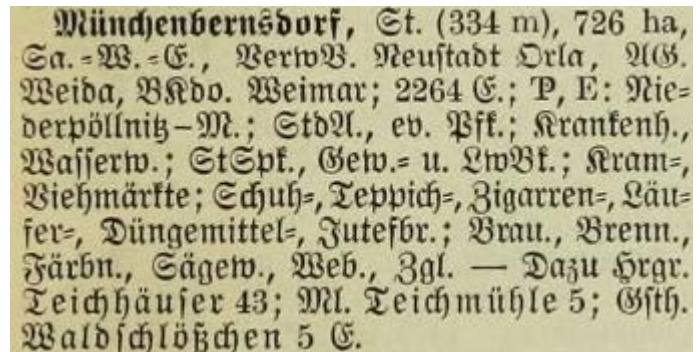 Münchenbernsdorf, St. (334 m), 726 ha,
Sa.=W.=E., VerwB. Neustadt Orla, AG.
Weida, BKdo. Weimar; 2264 E.; P, E: Nie=
derpöllnitz–M.; StdA., ev. Pfk.; Krankenh.,
Wasserw.; StSpk., Gew.= u. LwBk.; Kram=,
Viehmärkte; Schuh=, Teppich=, Zigarren=, Läu=
fer=, Düngemittel=, Jutefbr.; Brau., Brenn.,
Färbn., Sägew., Web., Zgl. — Dazu Hrgr.
Teichhäuser 43; Ml. Teichmühle 5; Gsth.
Waldschlößchen 5 E.